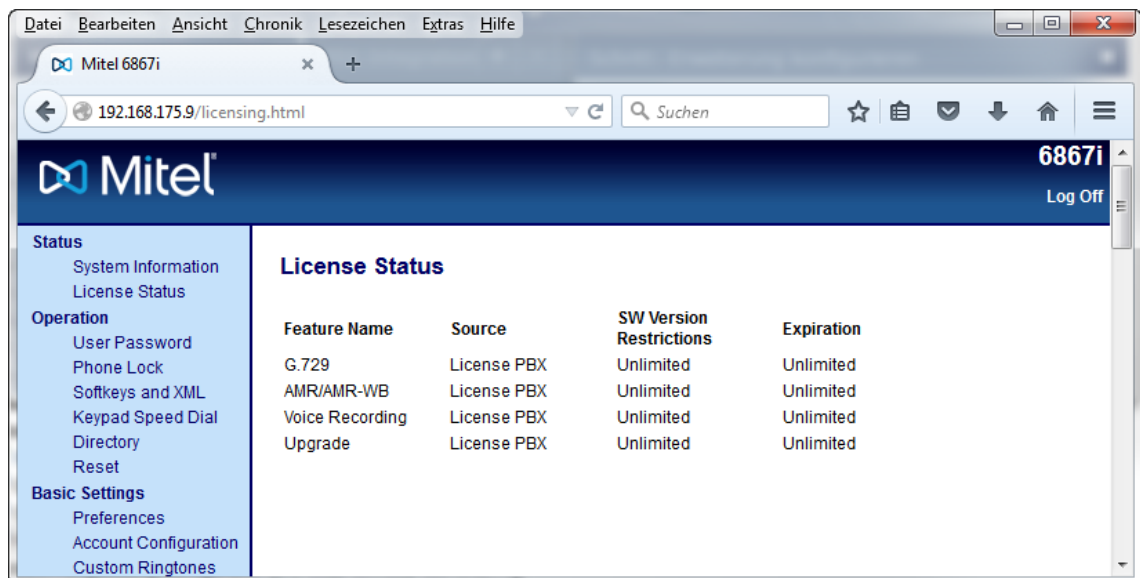 Datei Bearbeiten Ansicht Chronik Lesezeichen Extras Hilfe
Mitel 6867i
192.168.175.9/licensing.html
Suchen
Mitel
6867i
Log Off
Status
System Information
License Status
Operation
User Password
Phone Lock
Softkeys and XML
Keypad Speed Dial
Directory
Reset
Basic Settings
Preferences
Account Configuration
Custom Ringtones
License Status
Feature Name Source SW Version Restrictions Expiration
G.729 License PBX Unlimited Unlimited
AMR/AMR-WB License PBX Unlimited Unlimited
Voice Recording License PBX Unlimited Unlimited
Upgrade License PBX Unlimited Unlimited